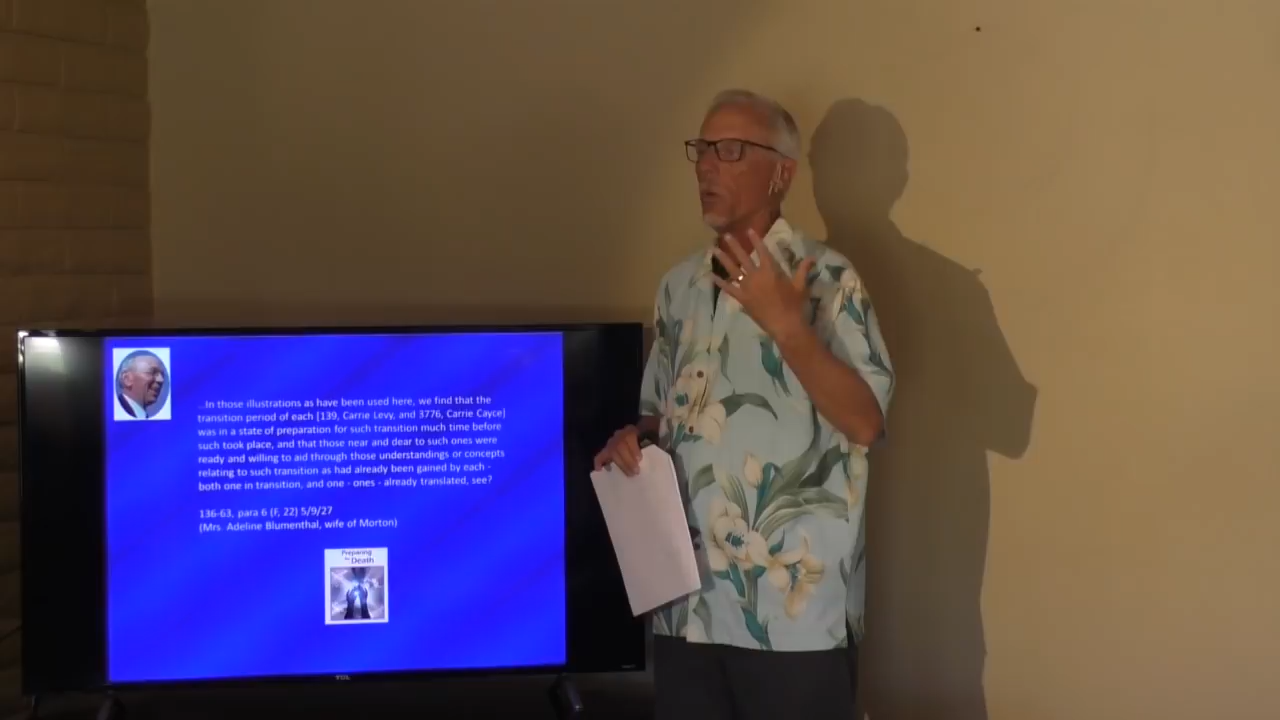 ...In those illustrations as have been used here, we find that the
transition period of each [139, Carrie Levy, and 3776, Carrie Cayce]
was in a state of preparation for such transition much time before
such took place, and that those near and dear to such ones were
ready and willing to aid through those understandings or concepts
relating to such transition as had already been gained by each -
both one in transition, and one - ones - already translated, see?
136-63, para 6 (F, 22) 5/9/27
(Mrs. Adeline Blumenthal, wife of Morton)
Preparing
for Death
TCL